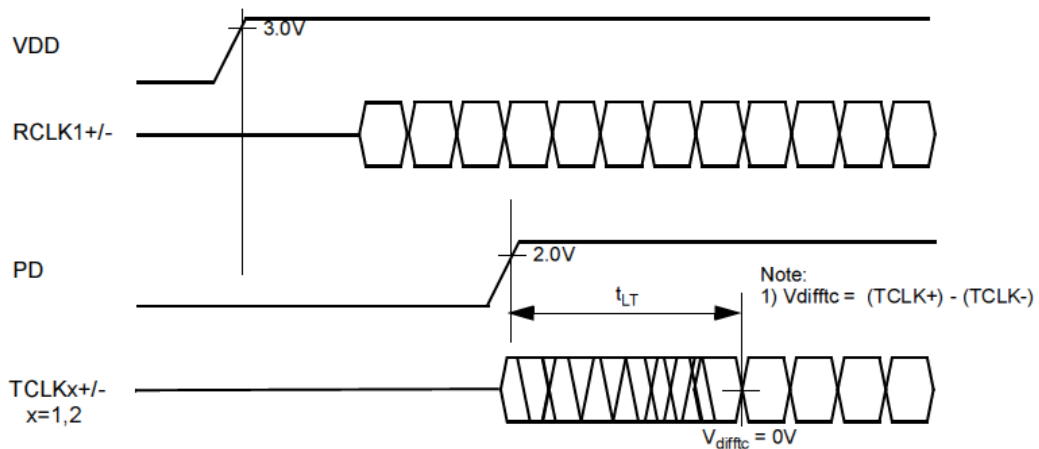 VDD
3.0V
RCLK1+/-
PD
2.0V
Note:
1) Vdifftc = (TCLK+) - (TCLK-)
tLT
TCLKx+/-
x=1,2
Vdifftc = 0V